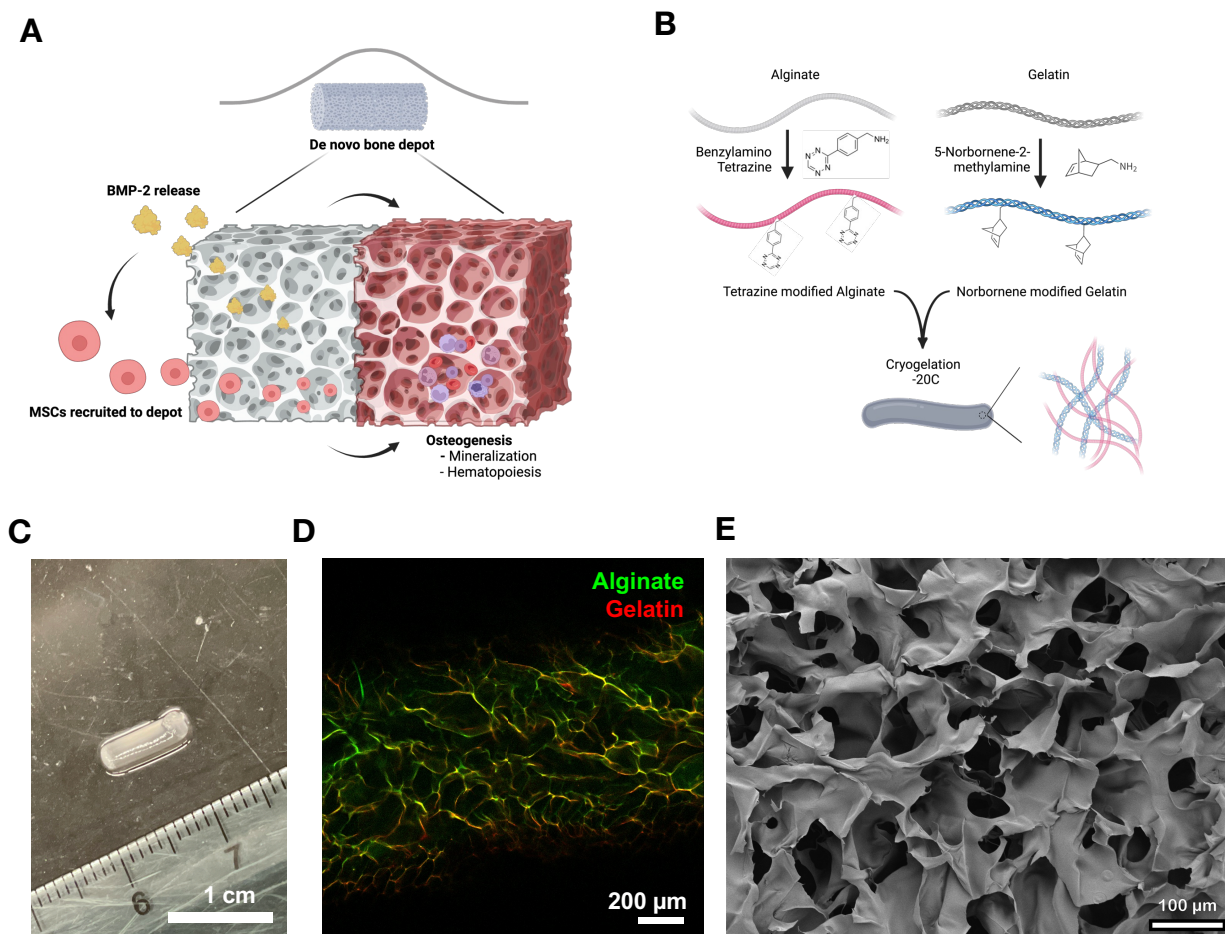 A
De novo bone depot
BMP-2 release
MSCs recruited to depot
Osteogenesis
- Mineralization
- Hematopoiesis
B
Alginate
Gelatin
Benzylamino
Tetrazine
NH₂
N
N
N
N
5-Norbornene-2-
methylamine
NH₂
N
N
N
N
N
N
N
N
Tetrazine modified Alginate
Norbornene modified Gelatin
Cryogelation
-20C
C
6
7
1 cm
D
Alginate
Gelatin
200 µm
E
100 µm